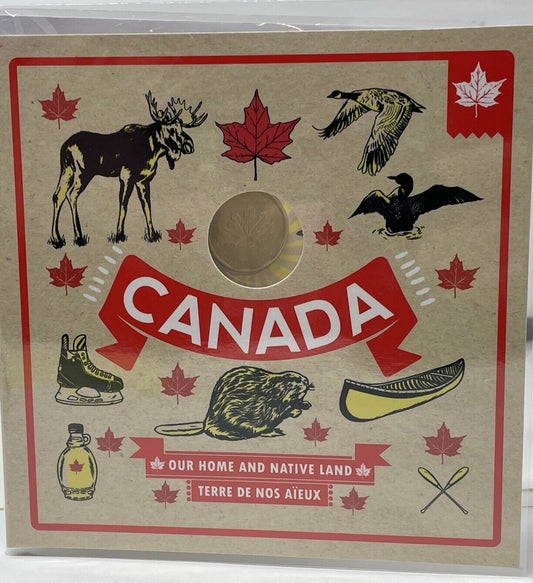 CANADA
OUR HOME AND NATIVE LAND
TERRE DE NOS AÏEUX